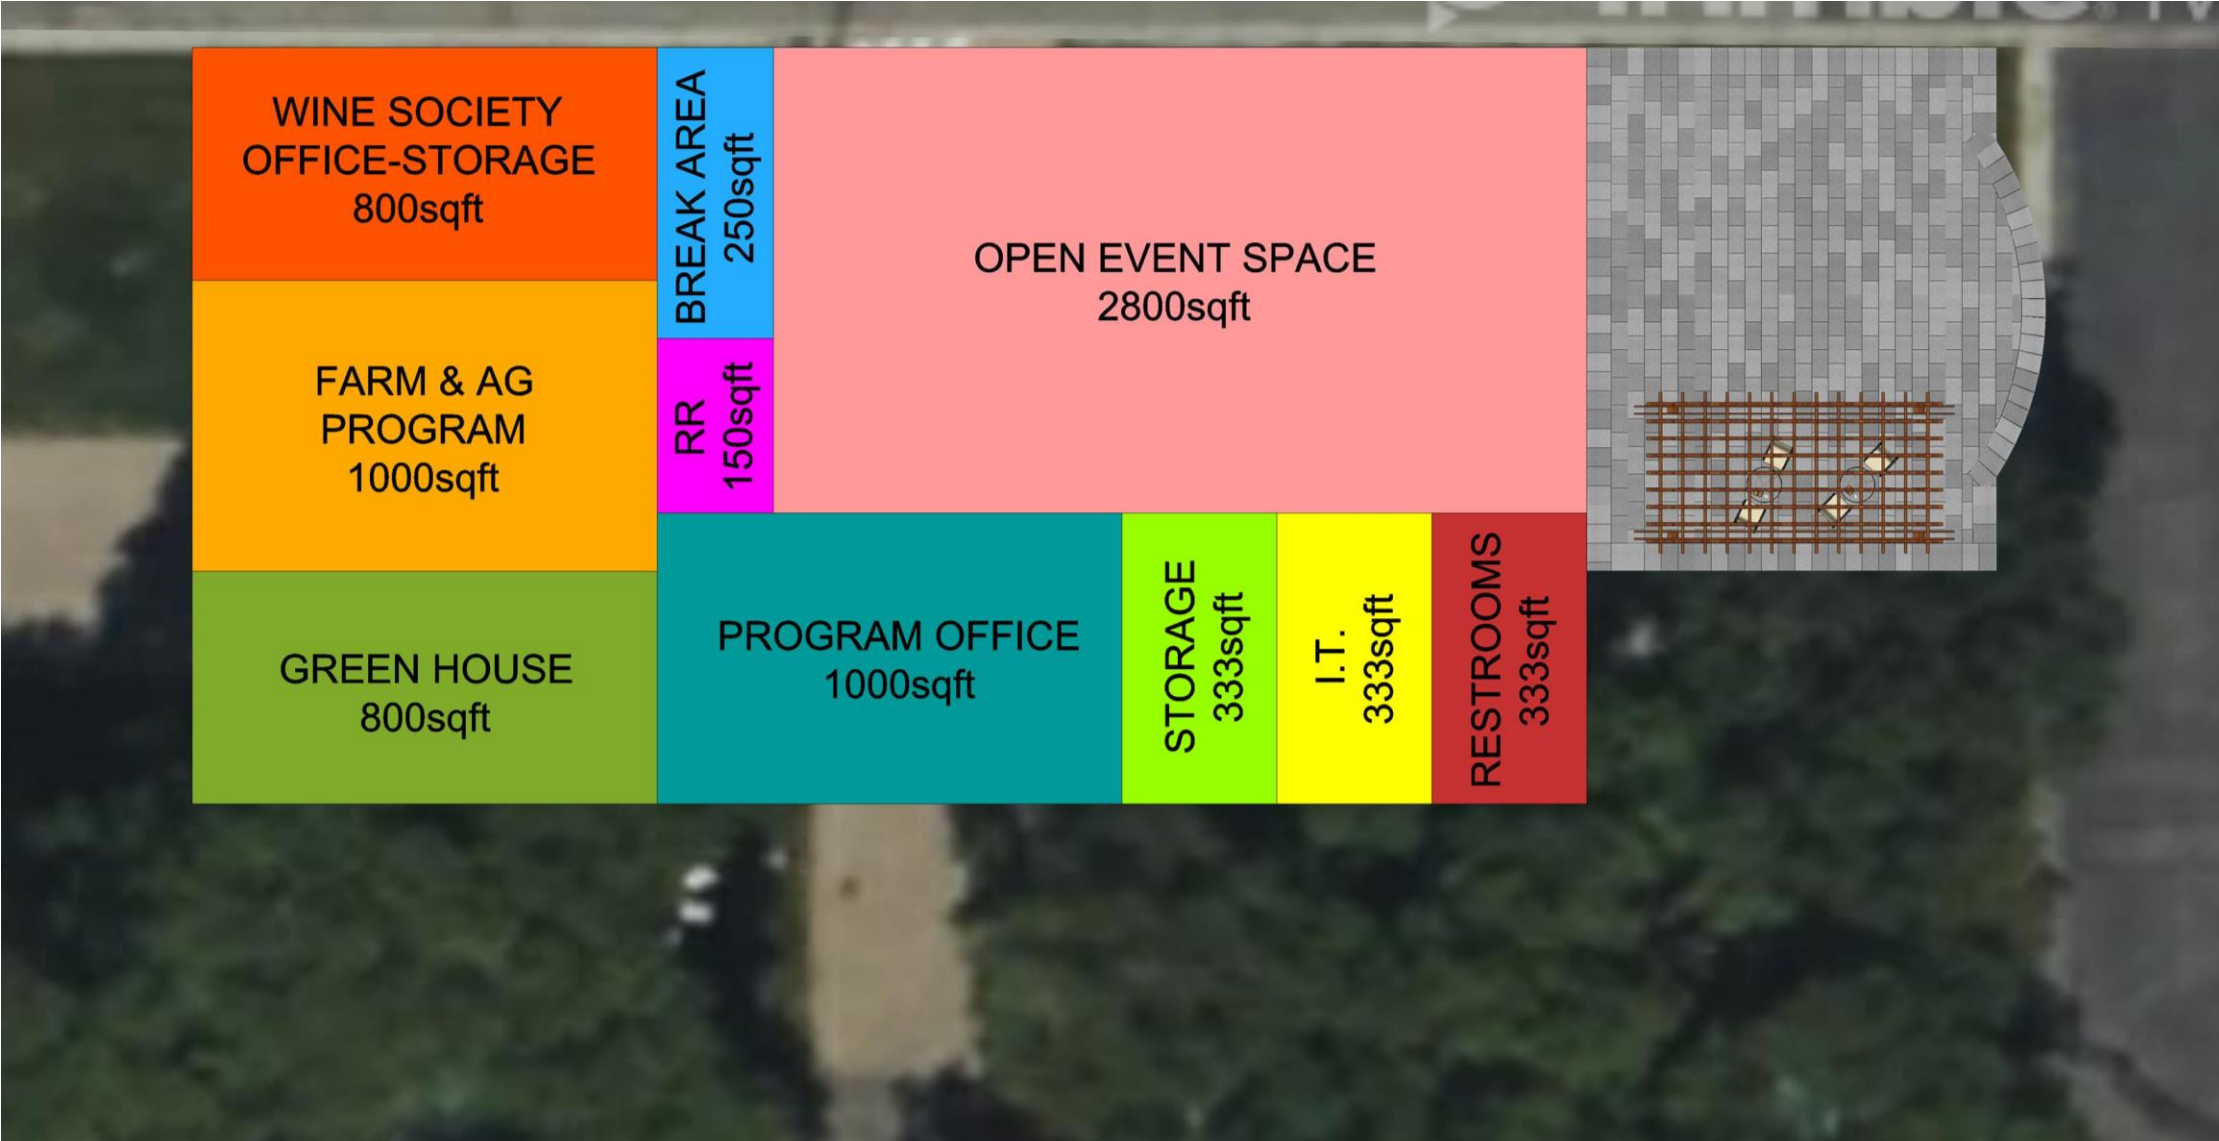 WINE SOCIETY
OFFICE-STORAGE
800sqft
BREAK AREA
250sqft
OPEN EVENT SPACE
2800sqft
FARM & AG
PROGRAM
1000sqft
RR
150sqft
GREEN HOUSE
800sqft
PROGRAM OFFICE
1000sqft
STORAGE
333sqft
I.T.
333sqft
RESTROOMS
333sqft